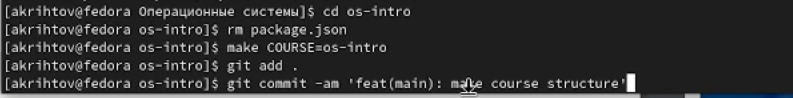 [akrihtov@fedora Операционные системы]$ cd os-intro
[akrihtov@fedora os-intro]$ rm package.json
[akrihtov@fedora os-intro]$ make COURSE=os-intro
[akrihtov@fedora os-intro]$ git add .
[akrihtov@fedora os-intro]$ git commit -am 'feat(main): make course structure'